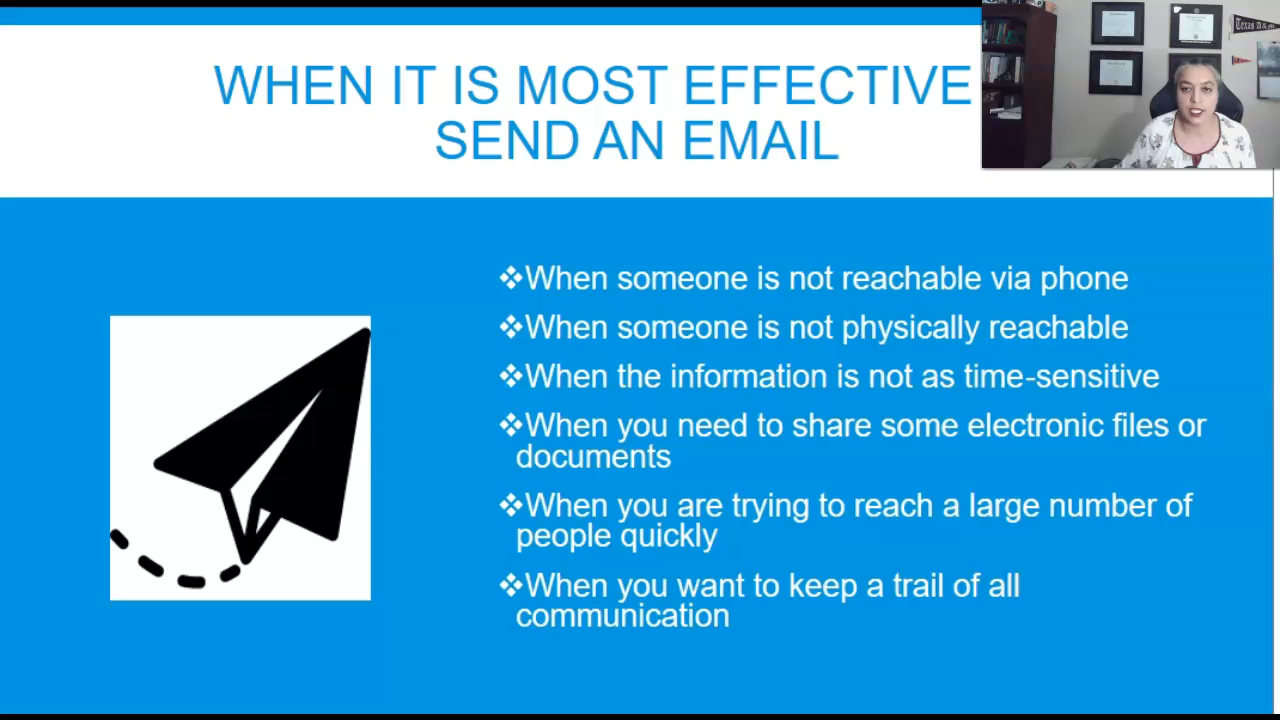 WHEN IT IS MOST EFFECTIVE
SEND AN EMAIL
Texas A&M
❖When someone is not reachable via phone
❖When someone is not physically reachable
❖When the information is not as time-sensitive
❖When you need to share some electronic files or
documents
❖When you are trying to reach a large number of
people quickly
❖When you want to keep a trail of all
communication